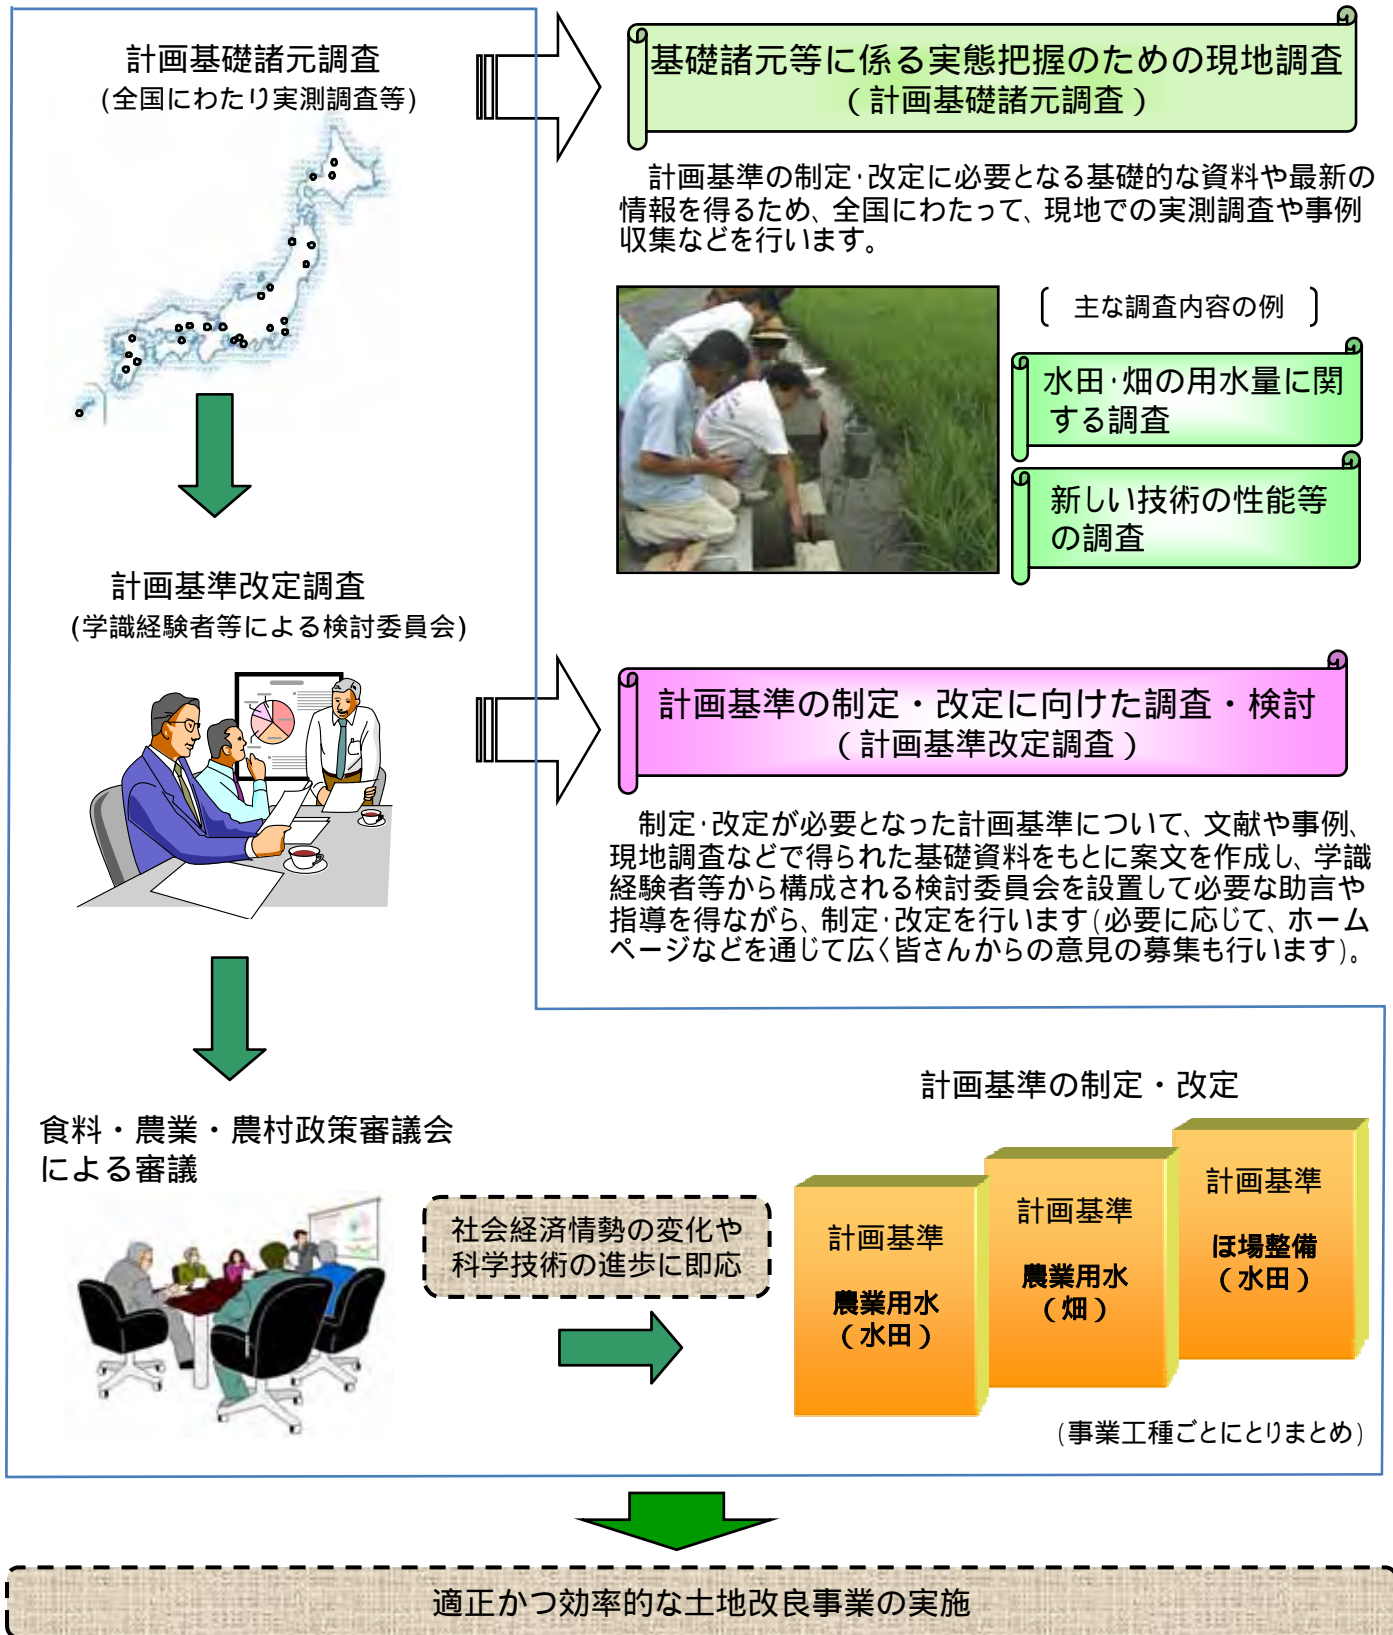 計画基礎諸元調査
(全国にわたり実測調査等)
基礎諸元等に係る実態把握のための現地調査
(計画基礎諸元調査)
計画基準の制定・改定に必要となる基礎的な資料や最新の
情報を得るため、全国にわたって、現地での実測調査や事例
収集などを行います。
〔 主な調査内容の例 〕
水田・畑の用水量に関
する調査
新しい技術の性能等
の調査
計画基準改定調査
(学識経験者等による検討委員会)
計画基準の制定・改定に向けた調査・検討
(計画基準改定調査)
制定・改定が必要となった計画基準について、文献や事例、
現地調査などで得られた基礎資料をもとに案文を作成し、学識
経験者等から構成される検討委員会を設置して必要な助言や
指導を得ながら、制定・改定を行います(必要に応じて、ホーム
ページなどを通じて広く皆さんからの意見の募集も行います)。
食料・農業・農村政策審議会
による審議
社会経済情勢の変化や
科学技術の進歩に即応
計画基準の制定・改定
計画基準
農業用水
(水田)
計画基準
農業用水
(畑)
計画基準
ほ場整備
(水田)
(事業工種ごとにとりまとめ)
適正かつ効率的な土地改良事業の実施